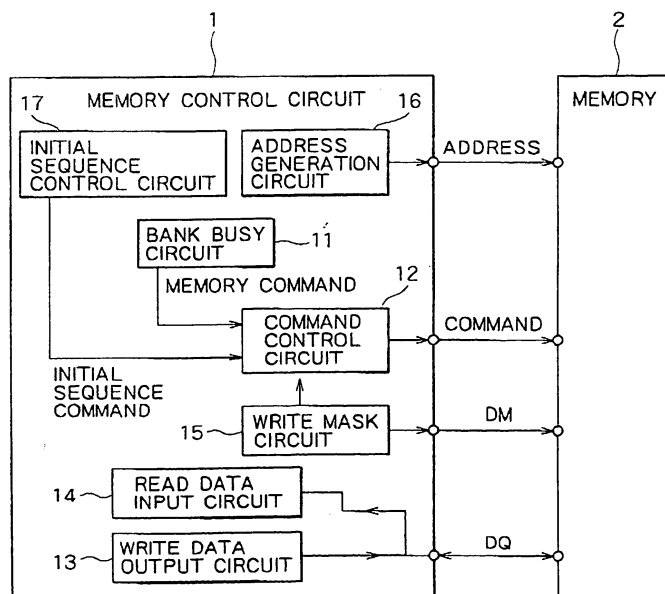 1
2
MEMORY CONTROL CIRCUIT
MEMORY
17
16
INITIAL
SEQUENCE
CONTROL CIRCUIT
ADDRESS
GENERATION
CIRCUIT
ADDRESS
BANK BUSY
CIRCUIT
11
MEMORY COMMAND
12
COMMAND
CONTROL
CIRCUIT
COMMAND
INITIAL
SEQUENCE
COMMAND
15
WRITE MASK
CIRCUIT
DM
14
READ DATA
INPUT CIRCUIT
13
WRITE DATA
OUTPUT CIRCUIT
DQ